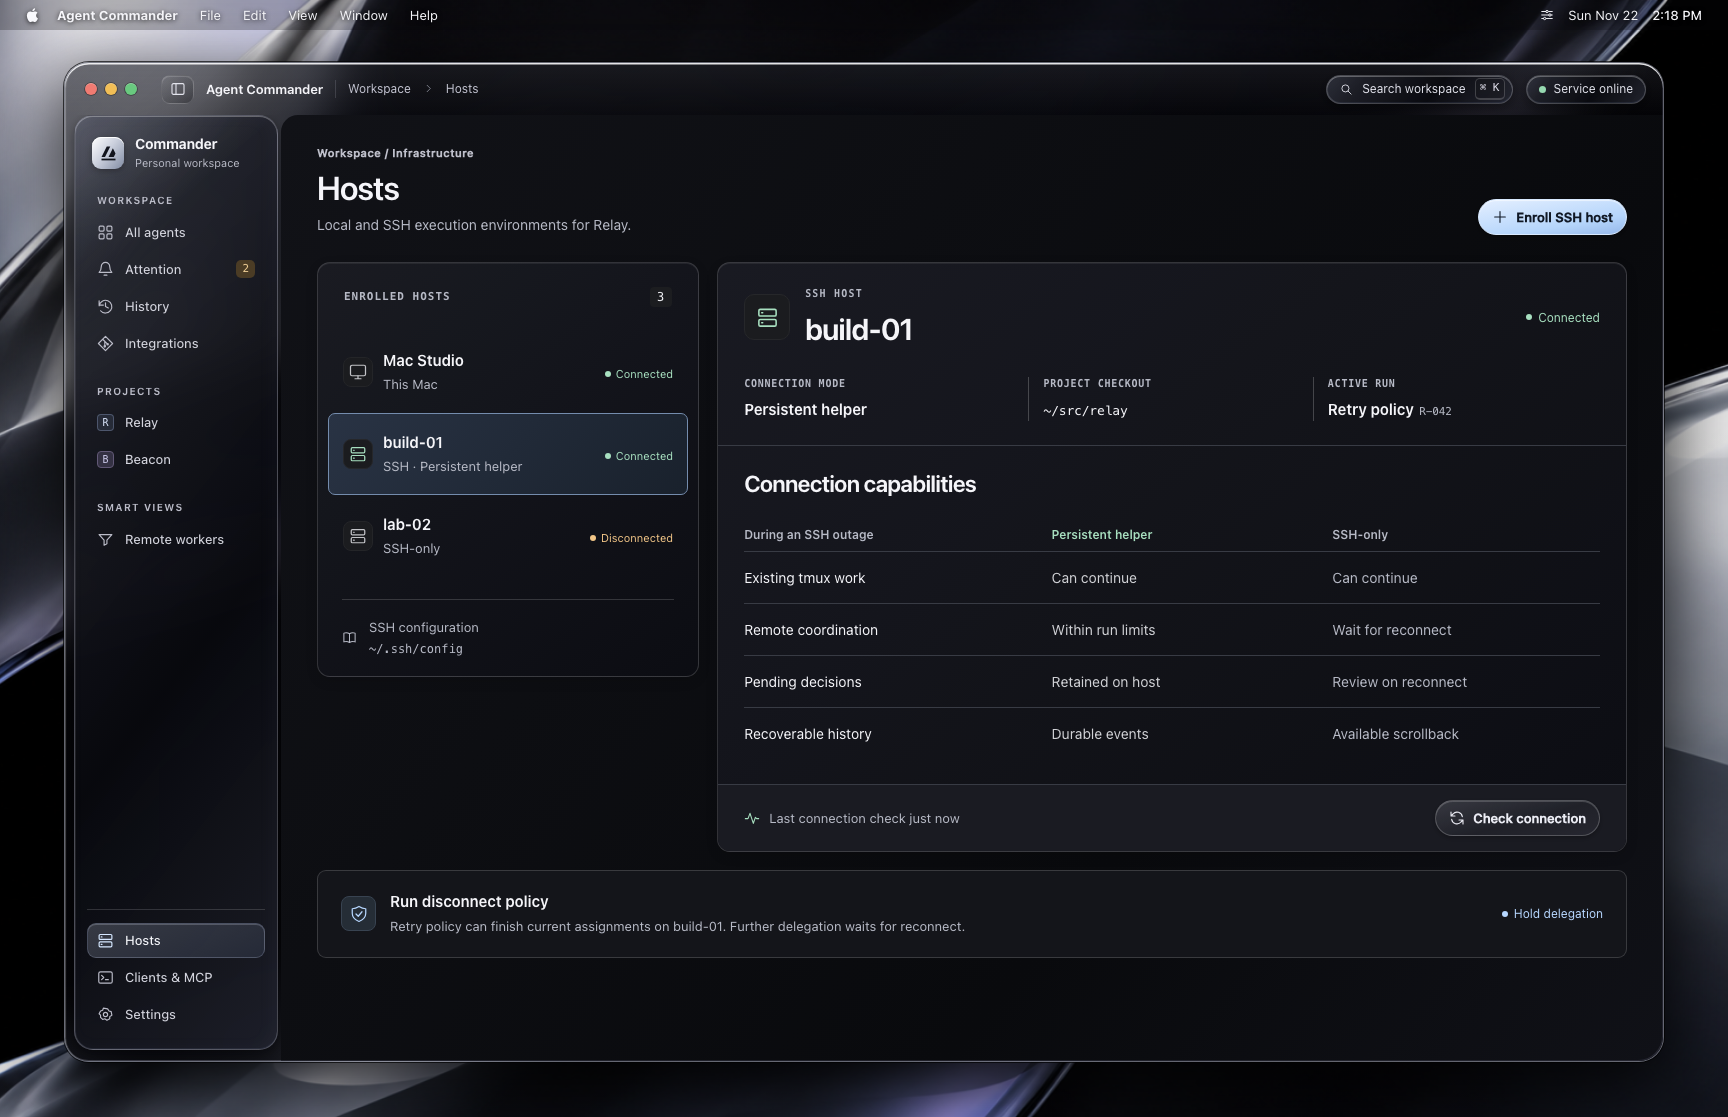 Agent Commander File Edit View Window Help
Sun Nov 22 2:18 PM
Agent Commander Workspace > Hosts
Search workspace ⌘ K
Service online
Commander
Personal workspace
WORKSPACE
All agents
Attention 2
History
Integrations
PROJECTS
R Relay
B Beacon
SMART VIEWS
Remote workers
Hosts
Clients & MCP
Settings
Workspace / Infrastructure
Hosts
Local and SSH execution environments for Relay.
Enroll SSH host
ENROLLED HOSTS 3
Mac Studio
This Mac
Connected
build-01
SSH · Persistent helper
Connected
lab-02
SSH-only
Disconnected
SSH configuration
~/.ssh/config
SSH HOST
build-01
Connected
CONNECTION MODE
Persistent helper
PROJECT CHECKOUT
~/src/relay
ACTIVE RUN
Retry policy R-042
Connection capabilities
During an SSH outage Persistent helper SSH-only
Existing tmux work Can continue Can continue
Remote coordination Within run limits Wait for reconnect
Pending decisions Retained on host Review on reconnect
Recoverable history Durable events Available scrollback
Last connection check just now
Check connection
Run disconnect policy
Retry policy can finish current assignments on build-01. Further delegation waits for reconnect.
Hold delegation